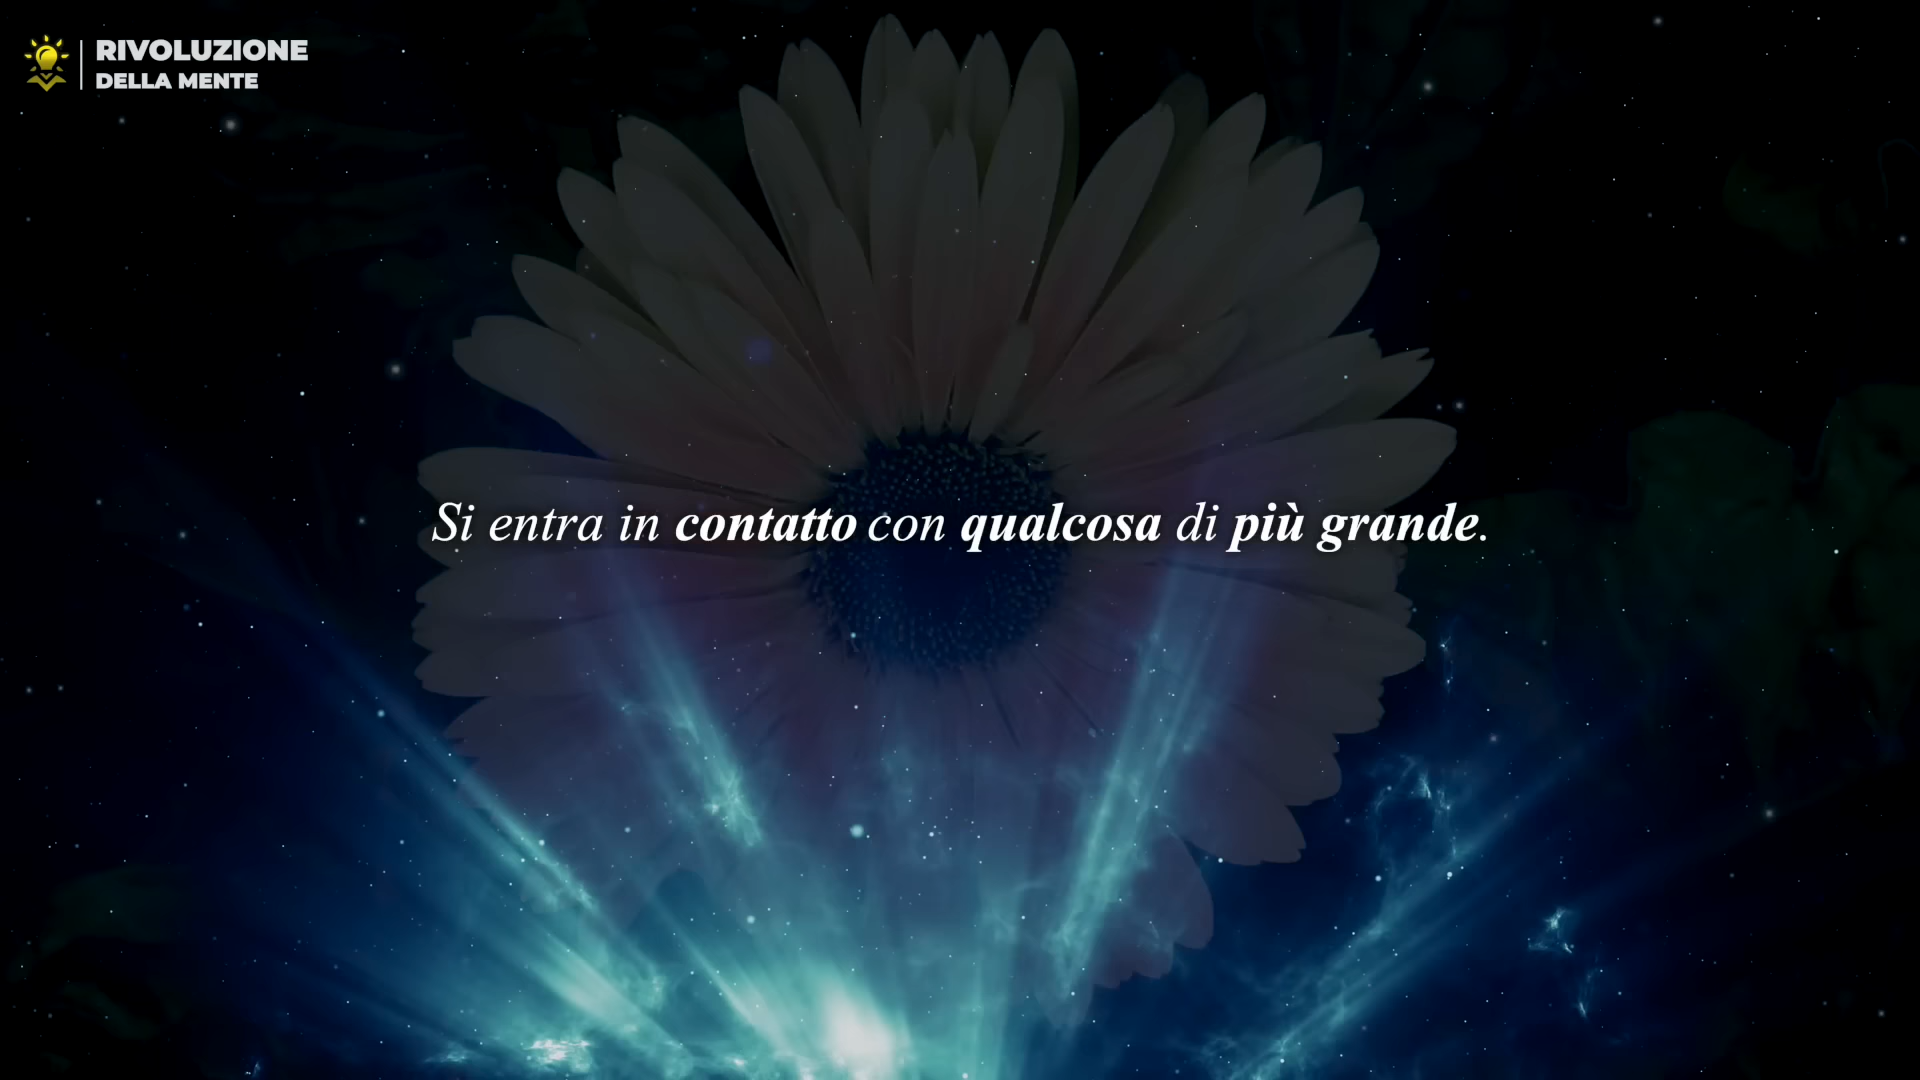 RIVOLUZIONE
DELLA MENTE
Si entra in contatto con qualcosa di più grande.